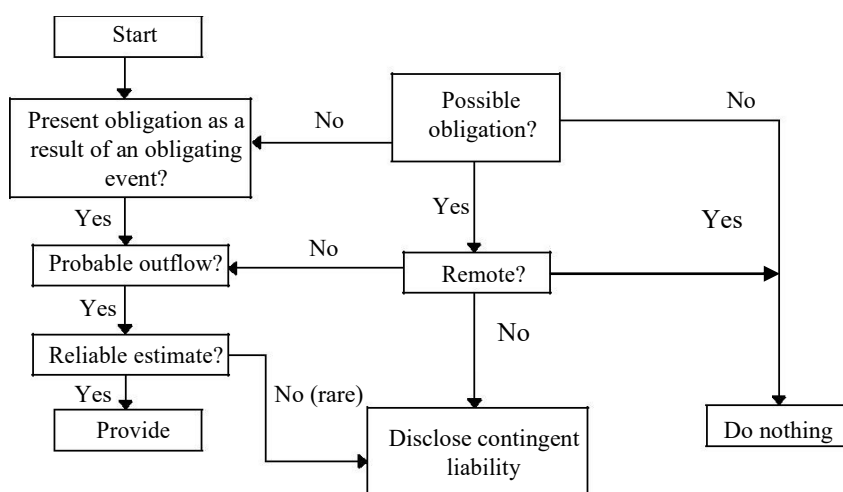 Start
Present obligation as a
result of an obligating
event?
No
Possible
obligation?
No
Yes
Yes
Yes
Probable outflow?
No
Remote?
Yes
No
Reliable estimate?
Yes
No (rare)
Provide
Disclose contingent
liability
Do nothing